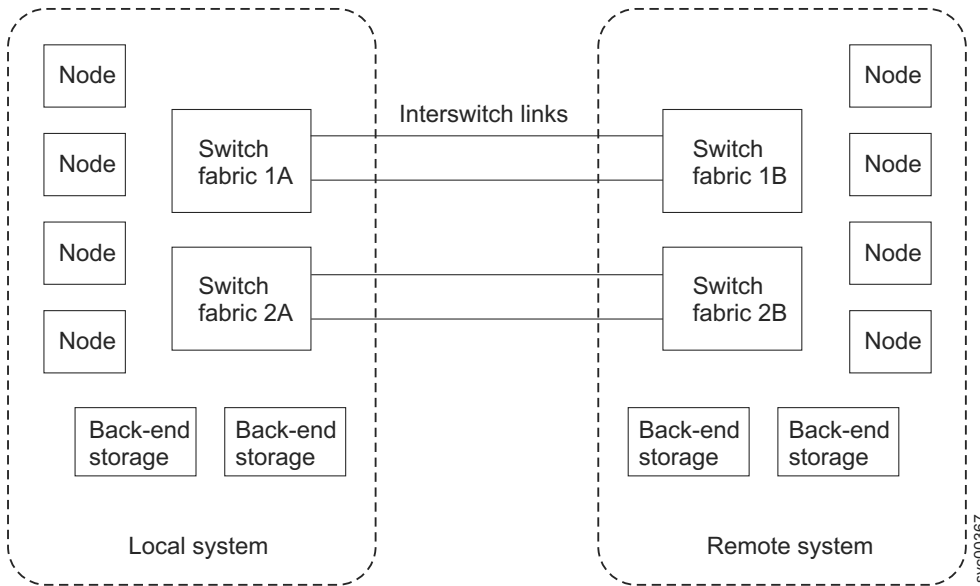 Node
Node
Node
Node
Switch
fabric 1A
Switch
fabric 2A
Back-end
storage
Back-end
storage
Local system
Interswitch links
Switch
fabric 1B
Switch
fabric 2B
Node
Node
Node
Node
Back-end
storage
Back-end
storage
Remote system